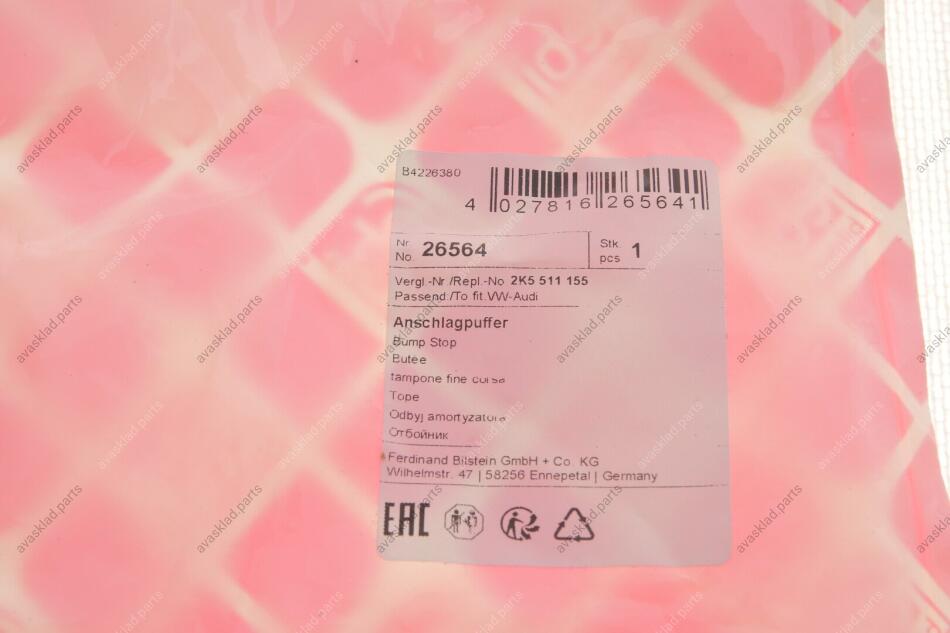 B4226380
4 027816 265641
Nr.
No. 26564
Stk.
pcs 1
Vergl.-Nr./Repl.-No 2K5 511 155
Passend./To fit.VW-Audi
Anschlagpuffer
Bump Stop
Butee
tampone fine corsa
Tope
Odbyj amortyzatora
Отбойник
Ferdinand Bilstein GmbH + Co. KG
Wilhelmstr. 47 | 58256 Ennepetal | Germany
EAC
avasklad.parts